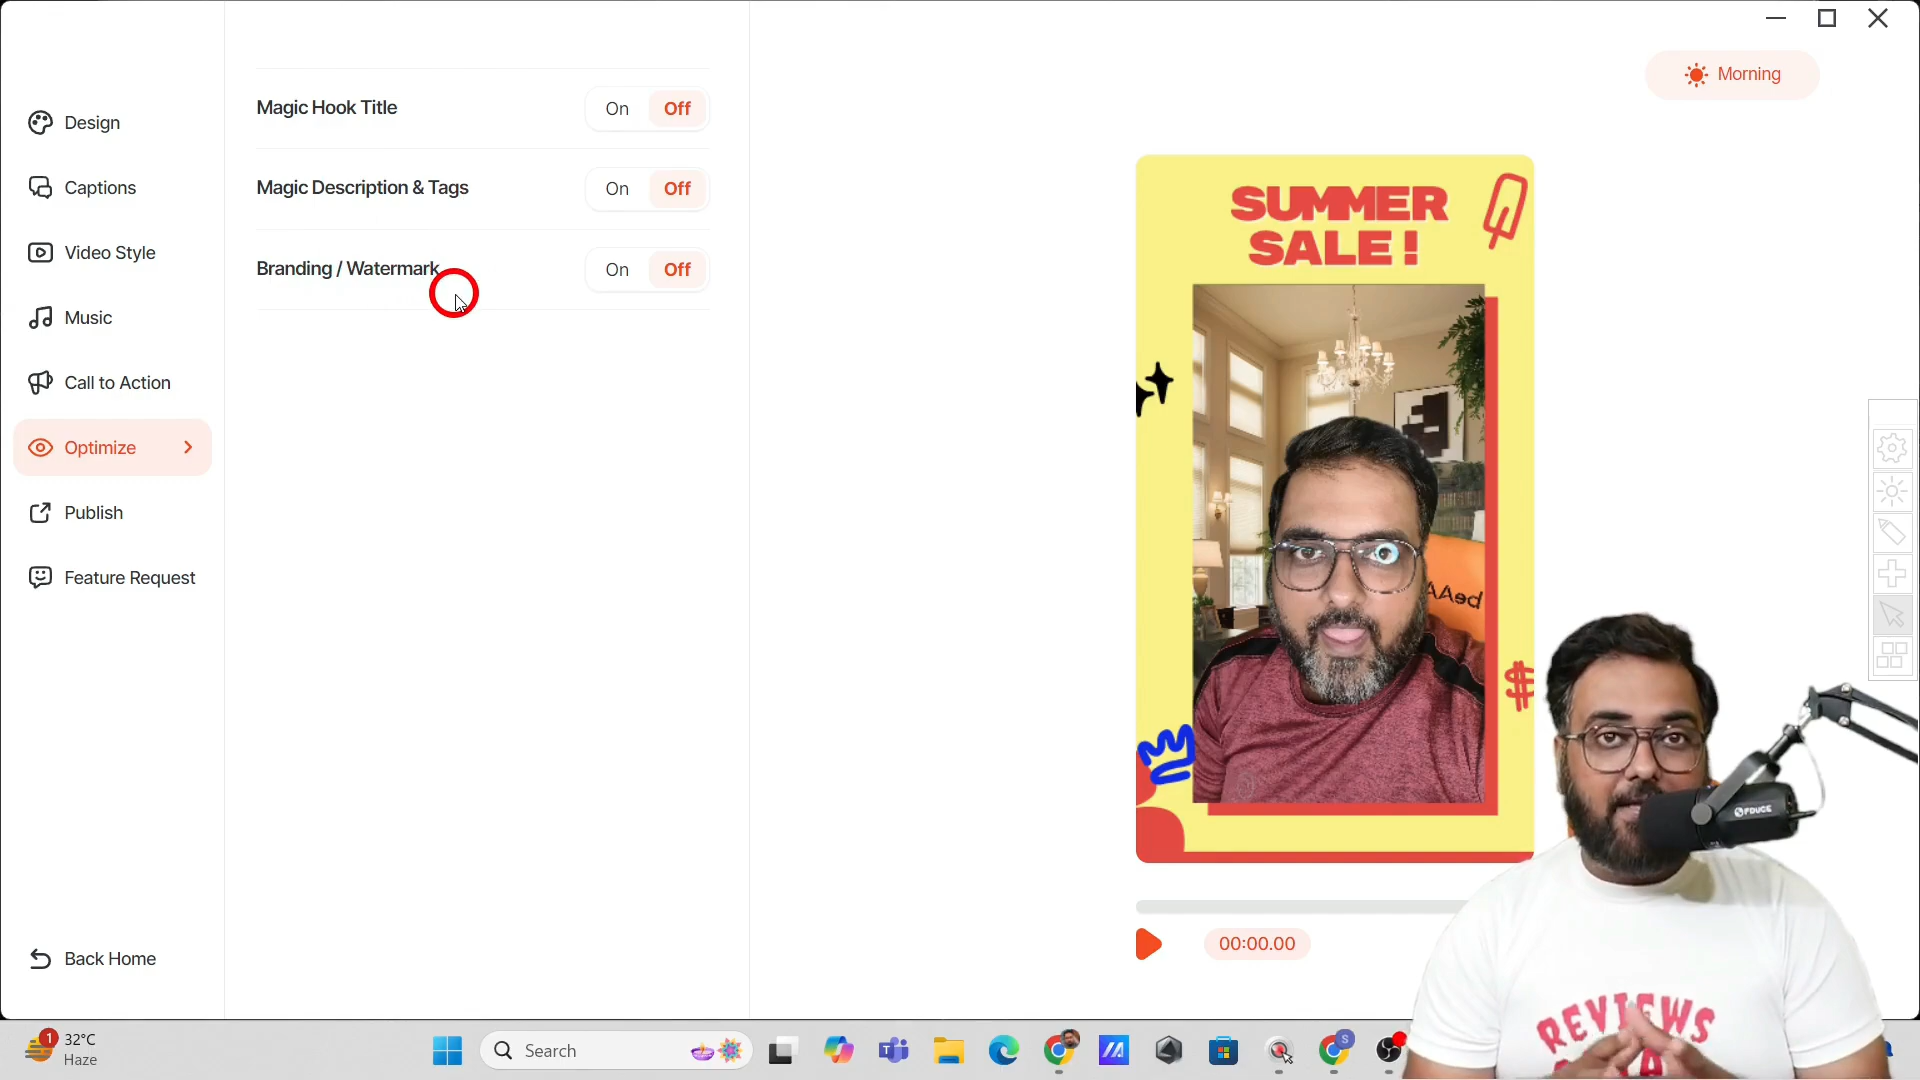 Morning
Design
Captions
Video Style
Music
Call to Action
Optimize
Publish
Feature Request
Back Home
Magic Hook Title
On
Off
Magic Description & Tags
On
Off
Branding / Watermark
On
Off
SUMMER
SALE!
$
00:00.00
FDUCE
REVIEWS
1
32°C
Haze
Search